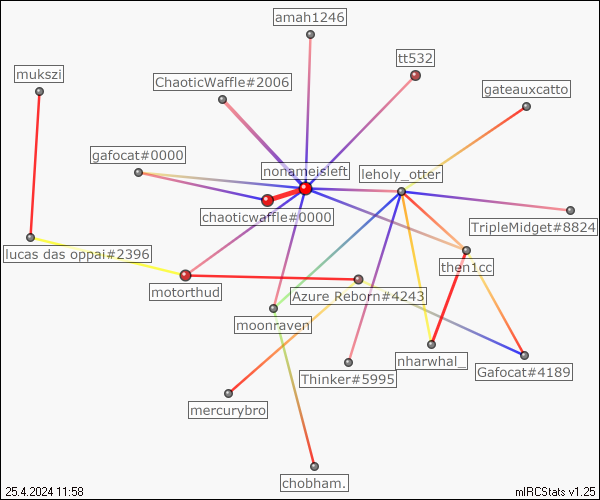 amah1246
tt532
mukszi
ChaoticWaffle#2006
gateauxcatto
gafocat#0000
nonameisleft
leholy_otter
chaoticwaffle#0000
TripleMidget#8824
lucas das oppai#2396
then1cc
motorthud
Azure Reborn#4243
moonraven
nharwhal_
Gafocat#4189
Thinker#5995
mercurybro
chobham.
25.4.2024 11:58
mIRCStats v1.25